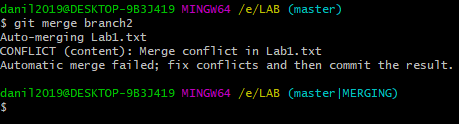 danil2019@DESKTOP-9B3J419 MINGW64 /e/LAB (master)
$ git merge branch2
Auto-merging Lab1.txt
CONFLICT (content): Merge conflict in Lab1.txt
Automatic merge failed; fix conflicts and then commit the result.
danil2019@DESKTOP-9B3J419 MINGW64 /e/LAB (master|MERGING)
$